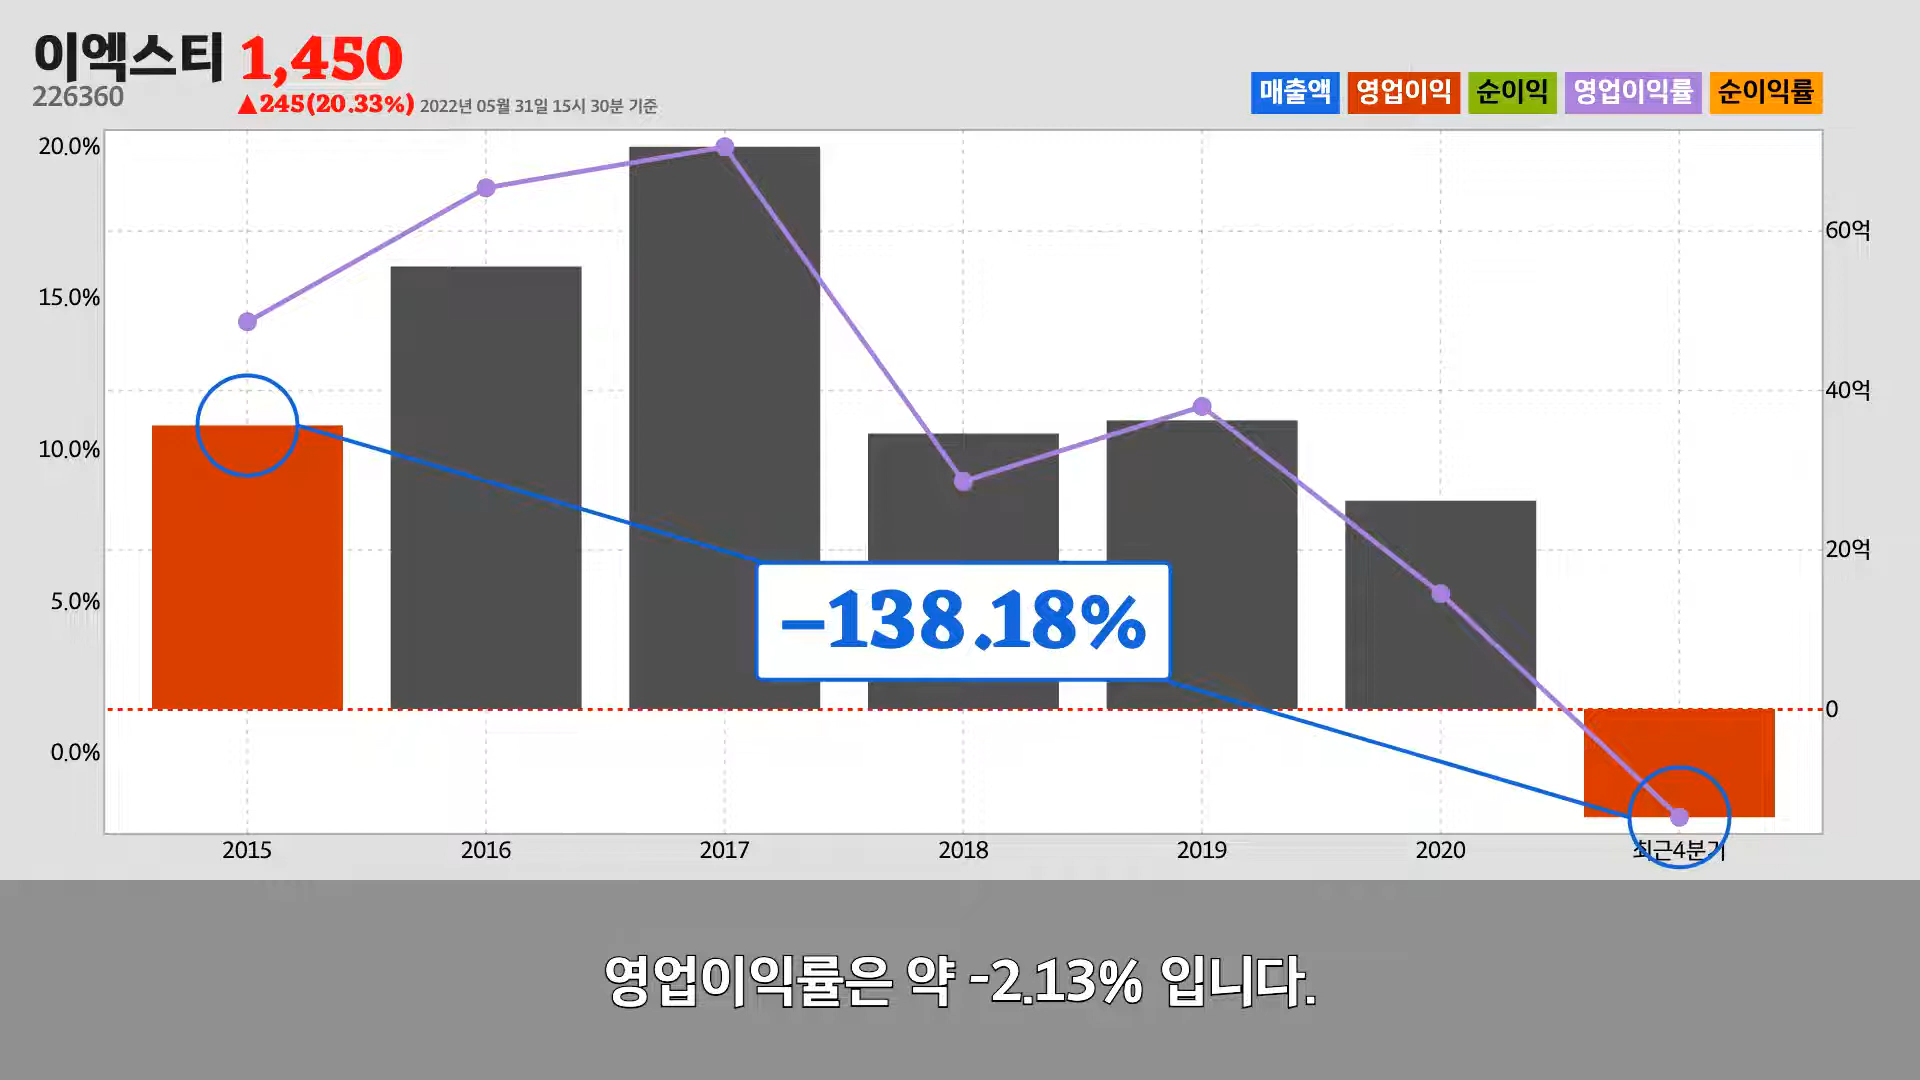 이엑스티 1,450
226360
▲245(20.33%) 2022년 05월 31일 15시 30분 기준
매출액 영업이익 순이익 영업이익률 순이익률
20.0%
15.0%
10.0%
5.0%
0.0%
60억
40억
20억
0
-138.18%
2015 2016 2017 2018 2019 2020 최근4분기
영업이익률은 약 -2.13% 입니다.